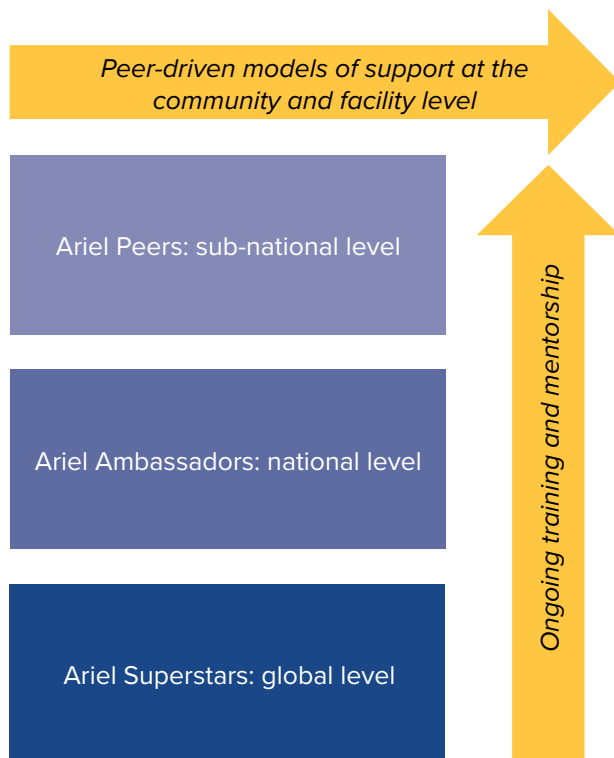 Peer-driven models of support at the
community and facility level
Ariel Peers: sub-national level
Ariel Ambassadors: national level
Ariel Superstars: global level
Ongoing training and mentorship